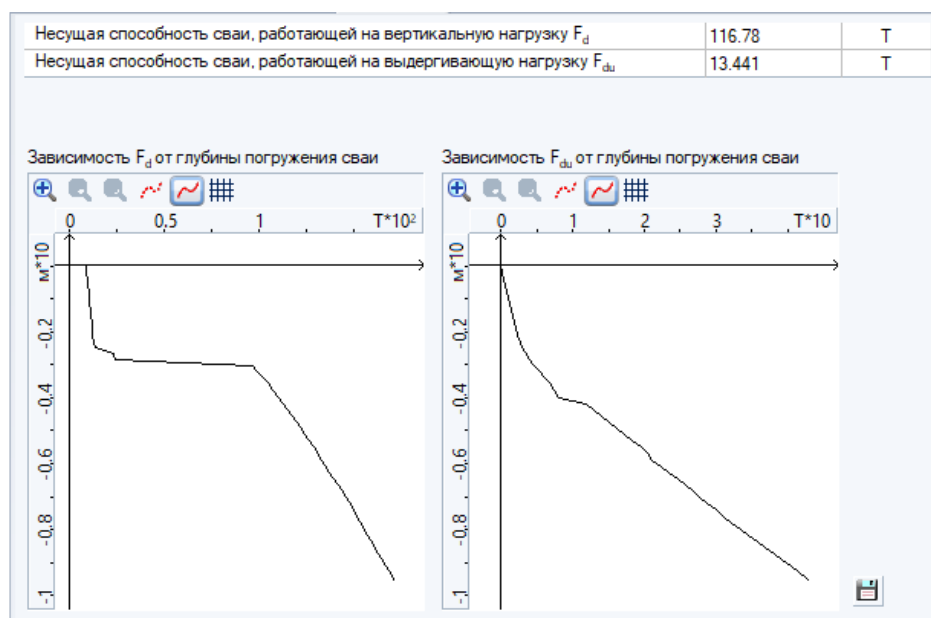 Несущая способность сваи, работающей на вертикальную нагрузку Fd 116.78 Т
Несущая способность сваи, работающей на выдергивающую нагрузку Fdu 13.441 Т
Зависимость Fd от глубины погружения сваи
0 0.5 1 Т*10²
м*10
-0,2
-0,4
-0,6
-0,8
-1
Зависимость Fdu от глубины погружения сваи
0 1 2 3 Т*10
м*10
-0,2
-0,4
-0,6
-0,8
-1